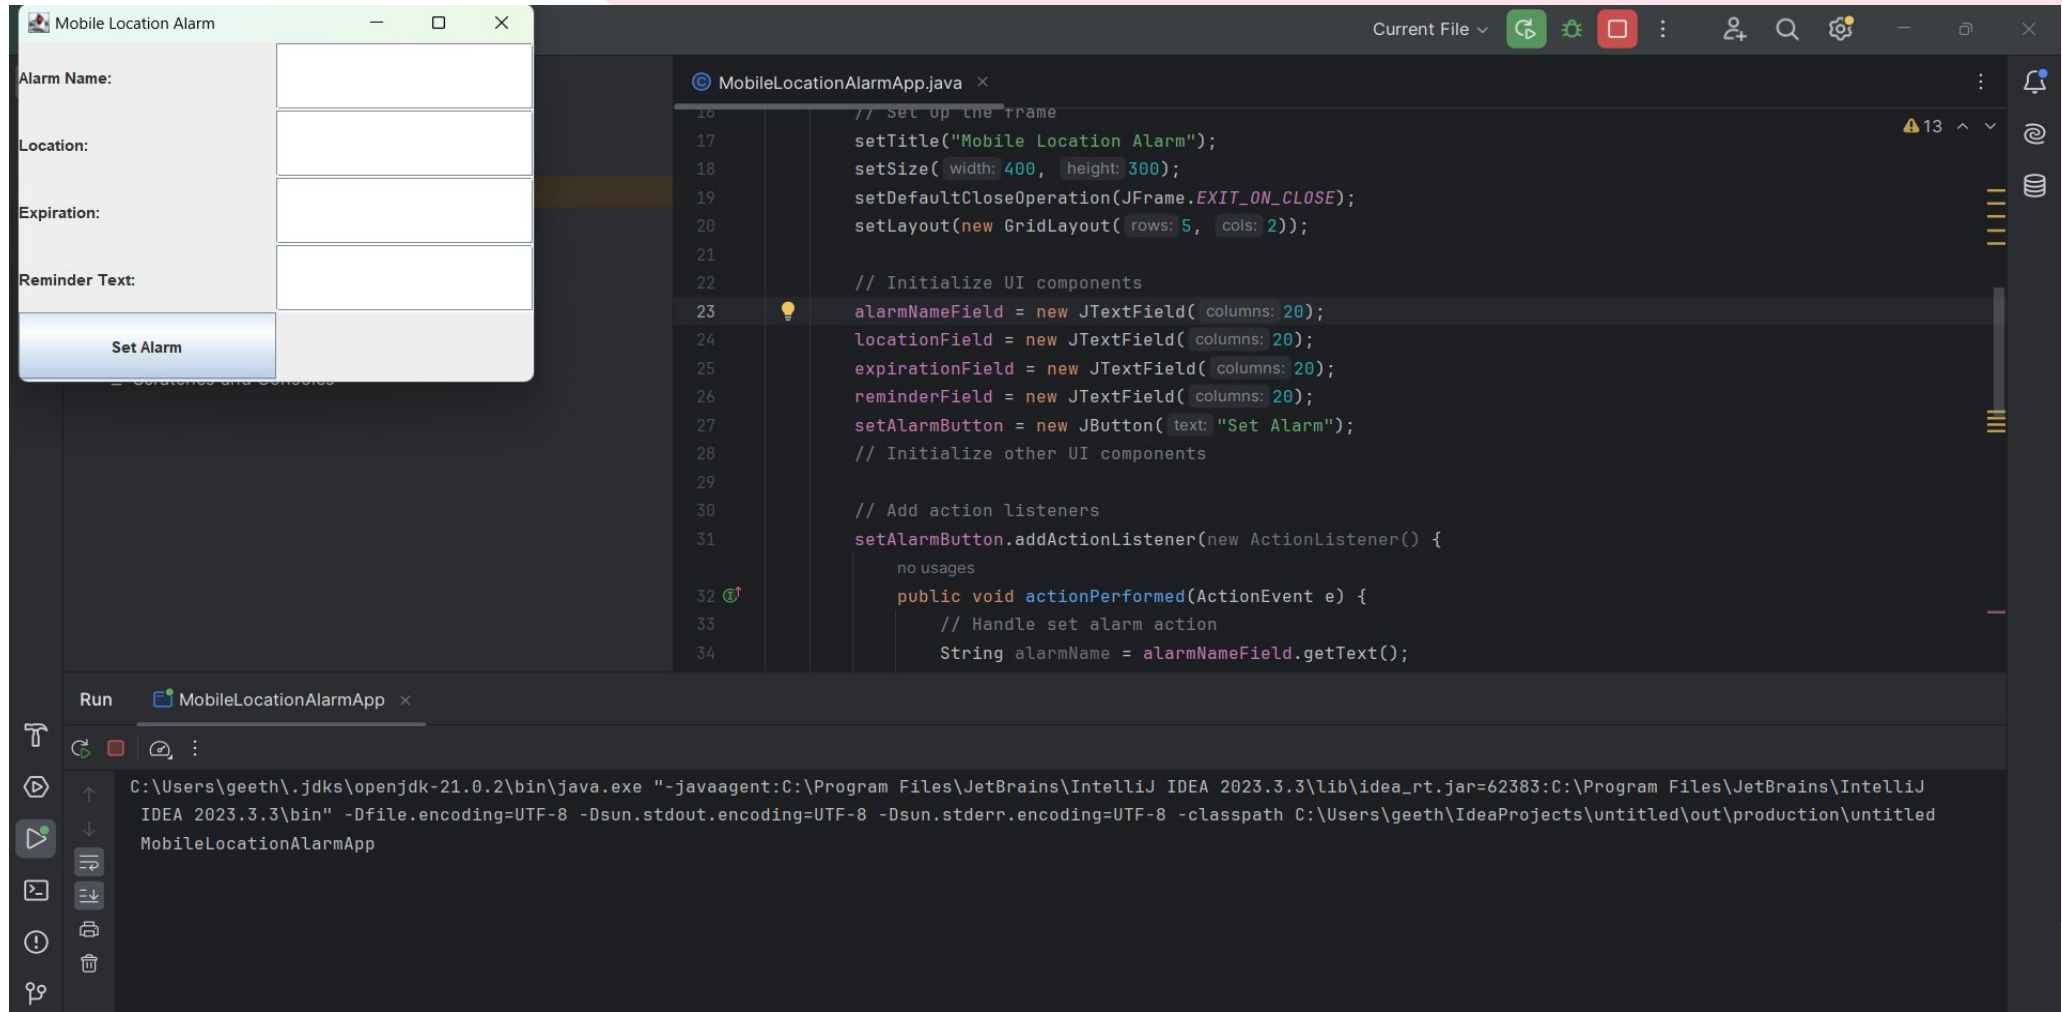 Mobile Location Alarm
Alarm Name:
Location:
Expiration:
Reminder Text:
Set Alarm
Scratches and Consoles
Current File
MobileLocationAlarmApp.java
13
16 // Set up the frame
17 setTitle("Mobile Location Alarm");
18 setSize( width: 400, height: 300);
19 setDefaultCloseOperation(JFrame.EXIT_ON_CLOSE);
20 setLayout(new GridLayout( rows: 5, cols: 2));
21
22 // Initialize UI components
23 alarmNameField = new JTextField( columns: 20);
24 locationField = new JTextField( columns: 20);
25 expirationField = new JTextField( columns: 20);
26 reminderField = new JTextField( columns: 20);
27 setAlarmButton = new JButton( text: "Set Alarm");
28 // Initialize other UI components
29
30 // Add action listeners
31 setAlarmButton.addActionListener(new ActionListener() {
no usages
32 public void actionPerformed(ActionEvent e) {
33 // Handle set alarm action
34 String alarmName = alarmNameField.getText();
Run MobileLocationAlarmApp
C:\Users\geeth\.jdks\openjdk-21.0.2\bin\java.exe "-javaagent:C:\Program Files\JetBrains\IntelliJ IDEA 2023.3.3\lib\idea_rt.jar=62383:C:\Program Files\JetBrains\IntelliJ
IDEA 2023.3.3\bin" -Dfile.encoding=UTF-8 -Dsun.stdout.encoding=UTF-8 -Dsun.stderr.encoding=UTF-8 -classpath C:\Users\geeth\IdeaProjects\untitled\out\production\untitled
MobileLocationAlarmApp